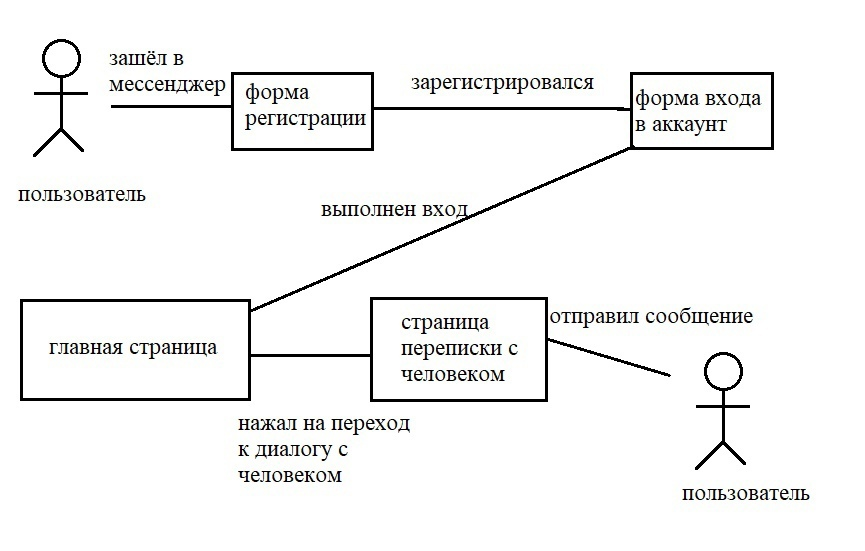 зашёл в
мессенджер
форма
регистрации
зарегистрировался
форма входа
в аккаунт
пользователь
выполнен вход
главная страница
страница
переписки с
человеком
отправил сообщение
нажал на переход
к диалогу с
человеком
пользователь